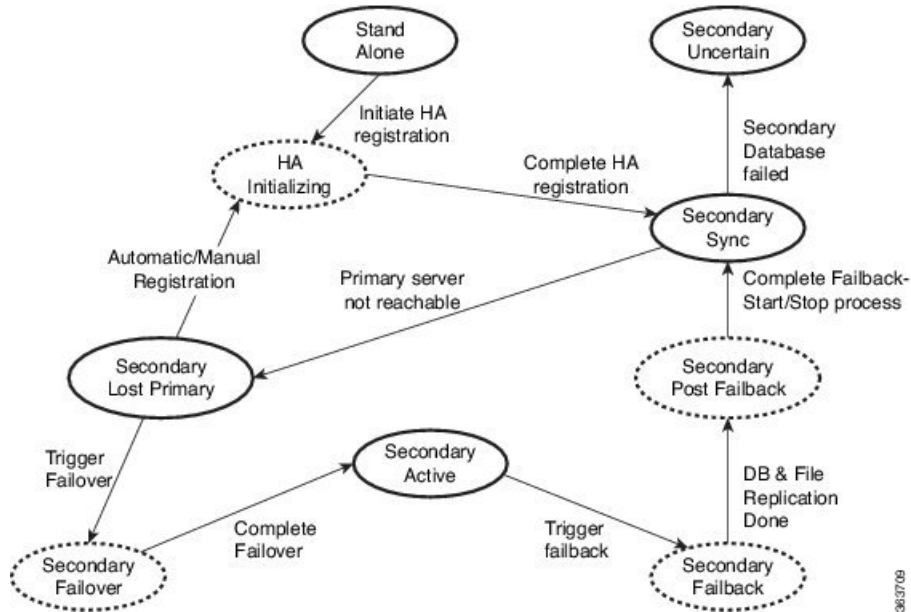 Stand
Alone
Secondary
Uncertain
Initiate HA
registration
Secondary
Database
failed
HA
Initializing
Complete HA
registration
Secondary
Sync
Automatic/Manual
Registration
Primary server
not reachable
Complete Failback-
Start/Stop process
Secondary
Lost Primary
Secondary
Post Failback
Trigger
Failover
Secondary
Active
DB & File
Replication
Done
Complete
Failover
Trigger
failback
Secondary
Failover
Secondary
Failback
363709